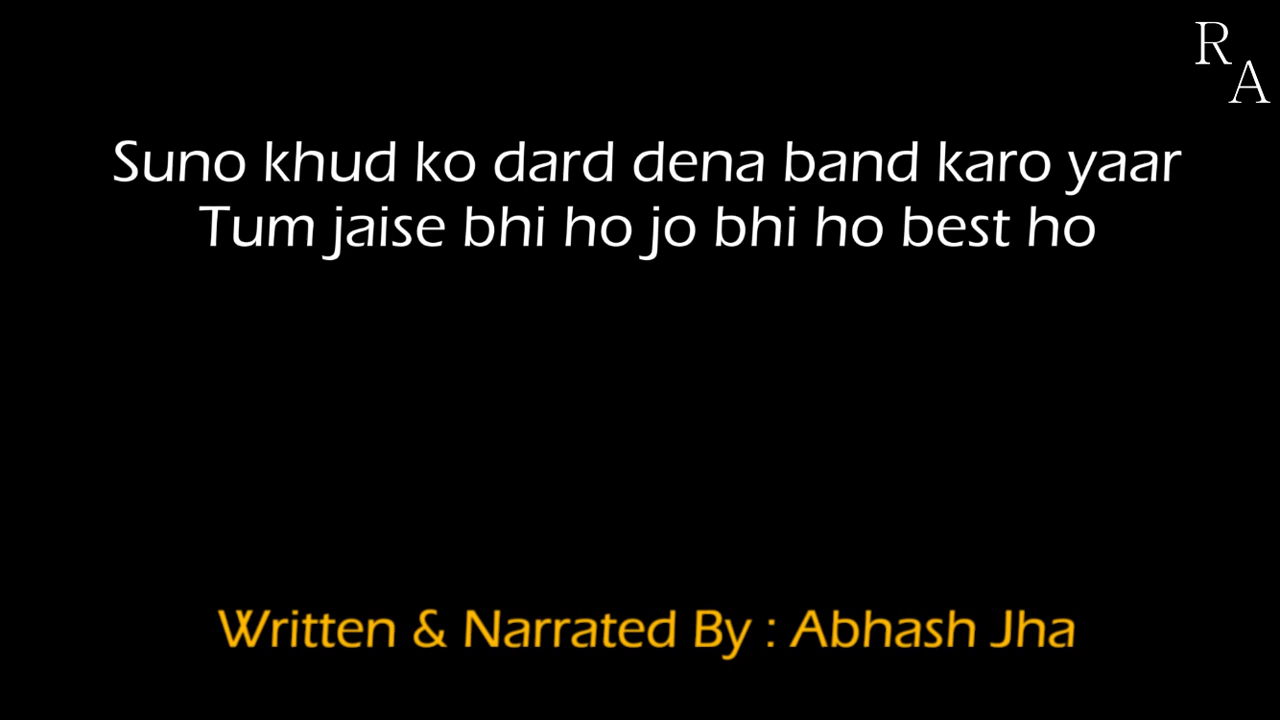 R
A
Suno khud ko dard dena band karo yaar
Tum jaise bhi ho jo bhi ho best ho
Written & Narrated By : Abhash Jha